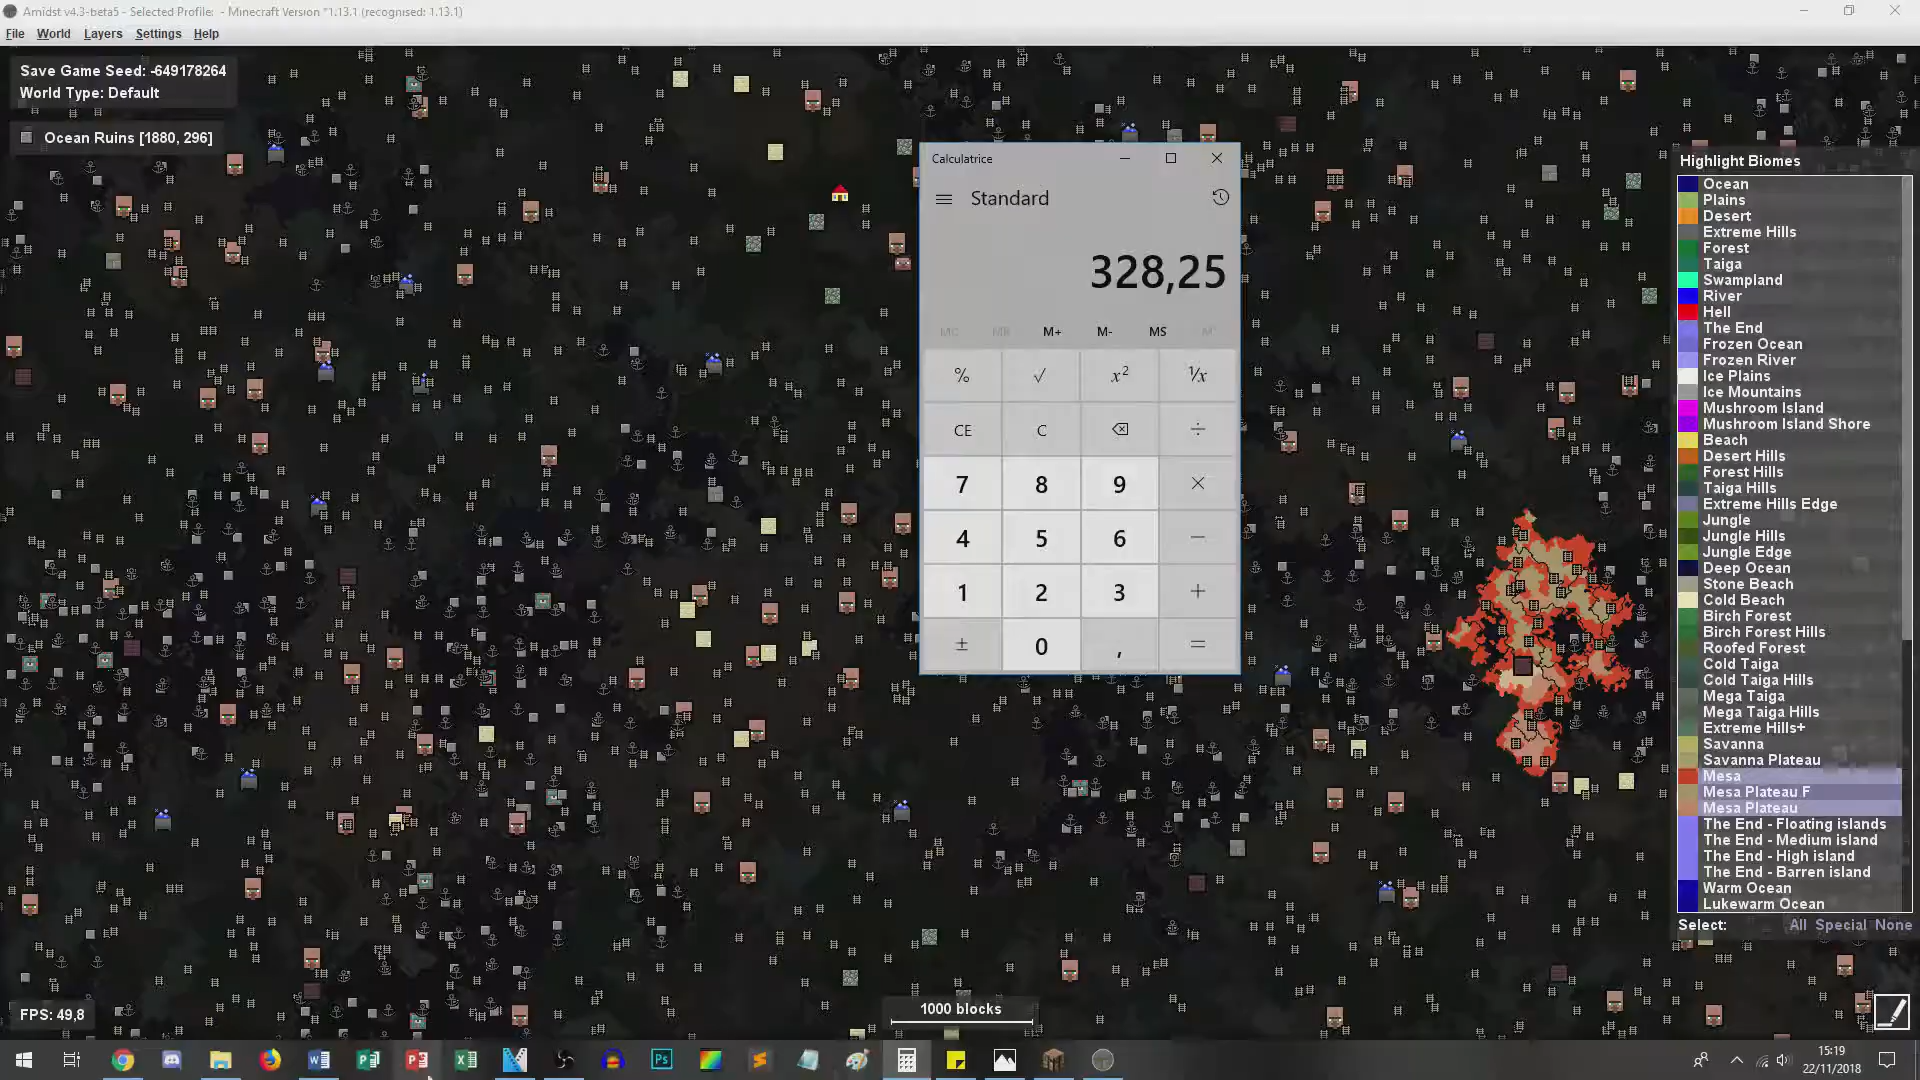 Amidst v4.3-beta5 - Selected Profile: - Minecraft Version "1.13.1 (recognised: 1.13.1)
File World Layers Settings Help
Save Game Seed: -649178264
World Type: Default
Ocean Ruins [1880, 296]
Calculatrice
Standard
328,25
MC MR M+ M- MS
% √ x² ¹/x
CE C ÷
7 8 9 ×
4 5 6 −
1 2 3 +
± 0 , =
Highlight Biomes
Ocean
Plains
Desert
Extreme Hills
Forest
Taiga
Swampland
River
Hell
The End
Frozen Ocean
Frozen River
Ice Plains
Ice Mountains
Mushroom Island
Mushroom Island Shore
Beach
Desert Hills
Forest Hills
Taiga Hills
Extreme Hills Edge
Jungle
Jungle Hills
Jungle Edge
Deep Ocean
Stone Beach
Cold Beach
Birch Forest
Birch Forest Hills
Roofed Forest
Cold Taiga
Cold Taiga Hills
Mega Taiga
Mega Taiga Hills
Extreme Hills+
Savanna
Savanna Plateau
Mesa
Mesa Plateau F
Mesa Plateau
The End - Floating islands
The End - Medium island
The End - High island
The End - Barren island
Warm Ocean
Lukewarm Ocean
Select: All Special None
FPS: 49,8
1000 blocks
Ps
15:19
22/11/2018